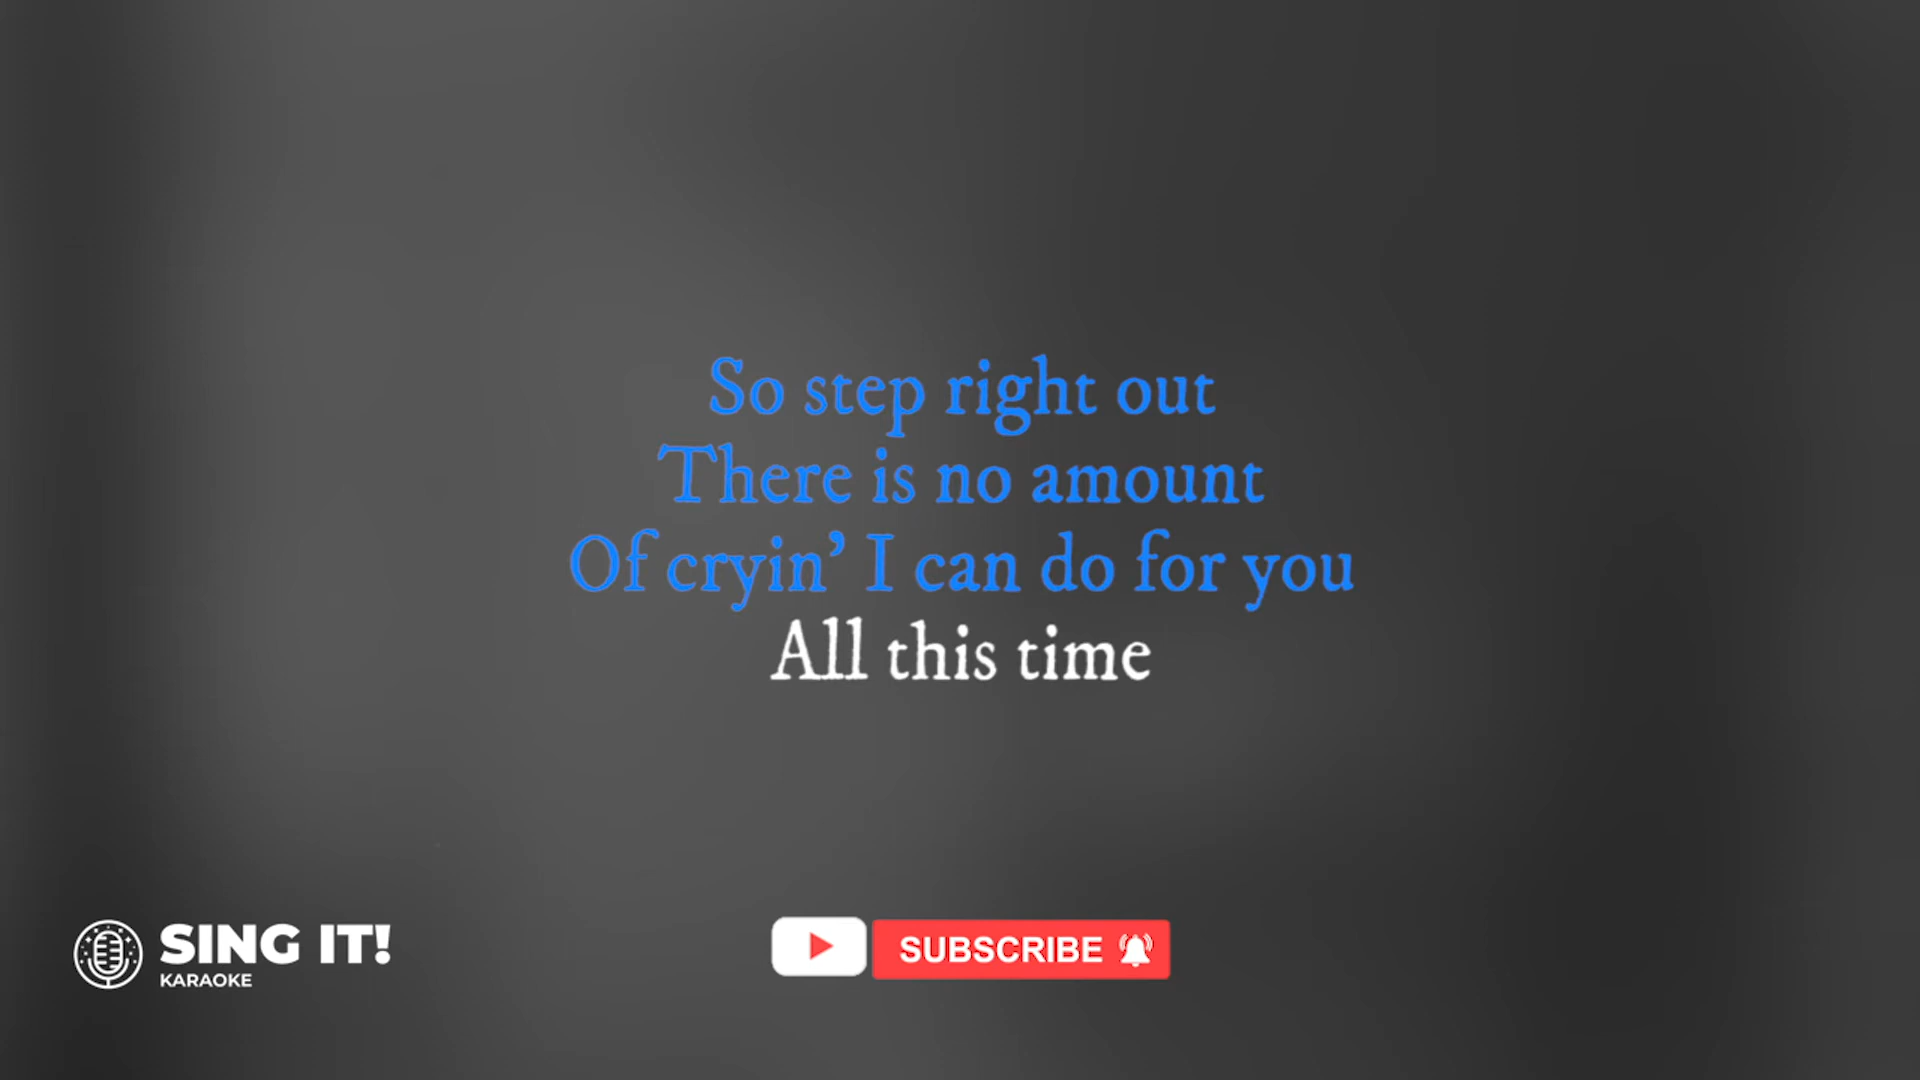 So step right out
There is no amount
Of cryin’ I can do for you
All this time
SING IT!
KARAOKE
SUBSCRIBE